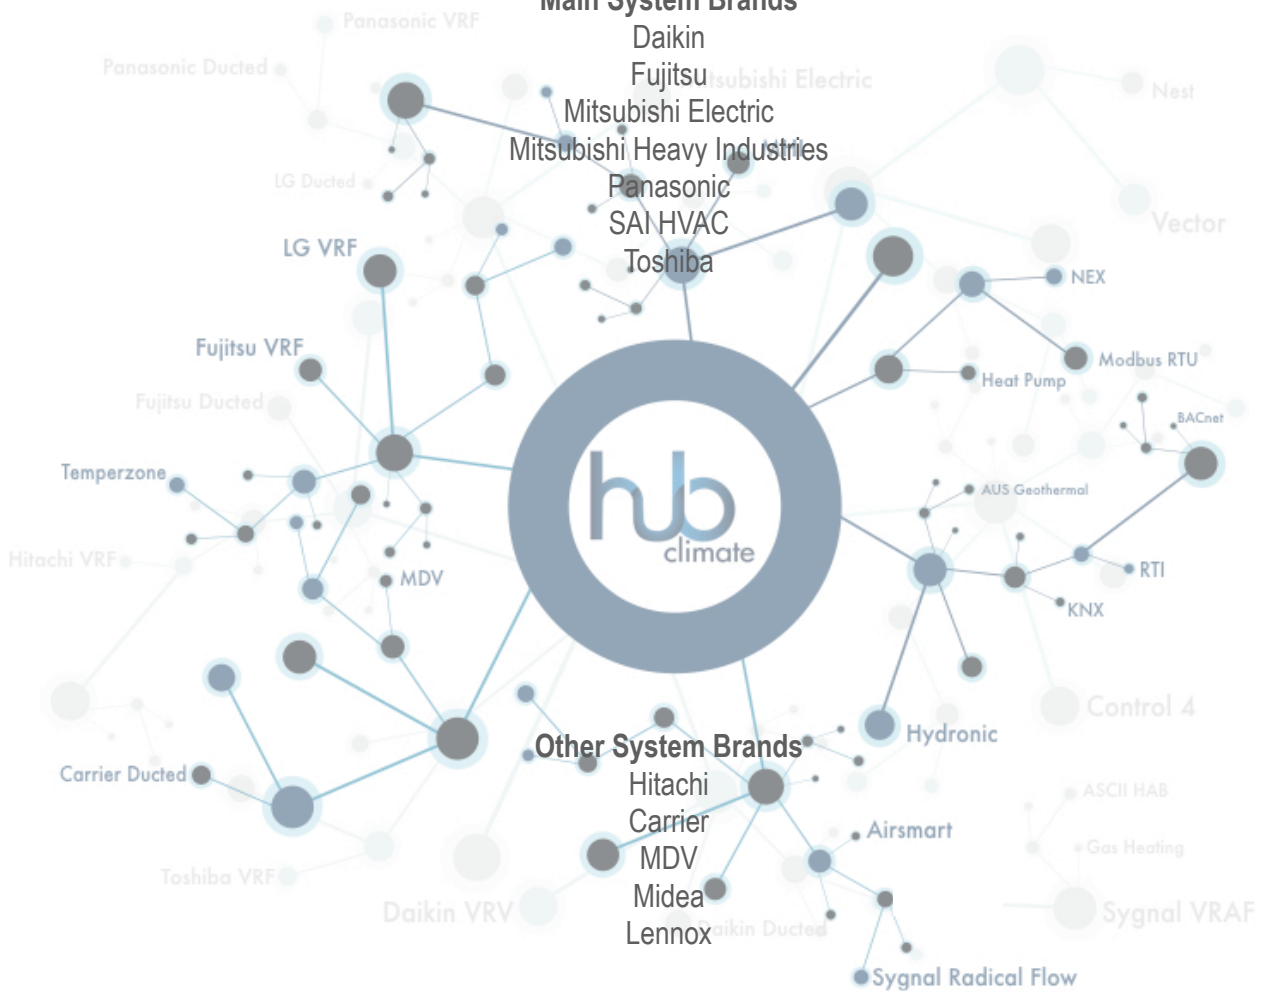 Main System Brands
Daikin
Fujitsu
Mitsubishi Electric
Mitsubishi Heavy Industries
Panasonic
SAI HVAC
Toshiba
Panasonic VRF
Panasonic Ducted
Mitsubishi Electric
Nest
LG Ducted
Vector
LG VRF
NEX
Fujitsu VRF
Modbus RTU
Heat Pump
Fujitsu Ducted
BACnet
Temperzone
AUS Geothermal
hub
climate
Hitachi VRF
MDV
RTI
KNX
Control 4
Hydronic
Carrier Ducted
Other System Brands
Hitachi
Carrier
MDV
Midea
Lennox
ASCII HAB
Airsmart
Gas Heating
Toshiba VRF
Daikin VRV
Sygnal VRAF
Daikin Ducted
Sygnal Radical Flow